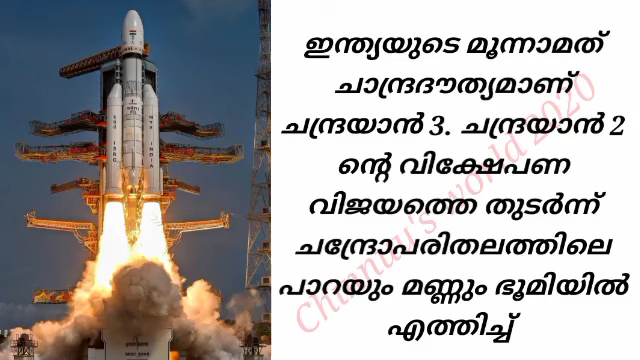 ഇന്ത്യയുടെ മൂന്നാമത്
ചാന്ദ്രദൗത്യമാണ്
ചന്ദ്രയാൻ 3. ചന്ദ്രയാൻ 2
ന്റെ വിക്ഷേപണ
വിജയത്തെ തുടർന്ന്
ചന്ദ്രോപരിതലത്തിലെ
പാറയും മണ്ണും ഭൂമിയിൽ
എത്തിച്ച്
Chinnuu's world 2020